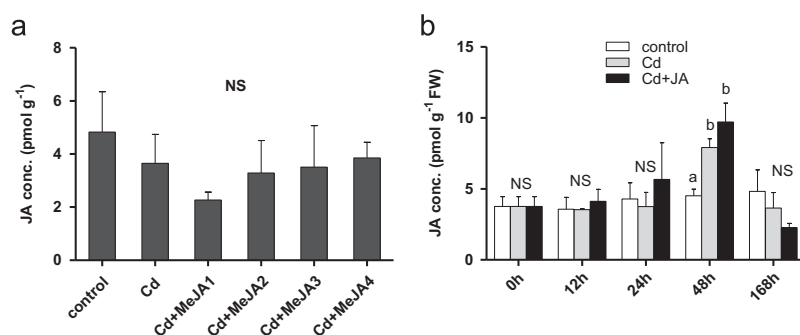 a
JA conc. (pmol g⁻¹)
8
6
4
2
0
NS
control
Cd
Cd+MeJA1
Cd+MeJA2
Cd+MeJA3
Cd+MeJA4
b
JA conc. (pmol g⁻¹ FW)
15
10
5
0
control
Cd
Cd+JA
NS
NS
NS
a
b
b
NS
0h
12h
24h
48h
168h